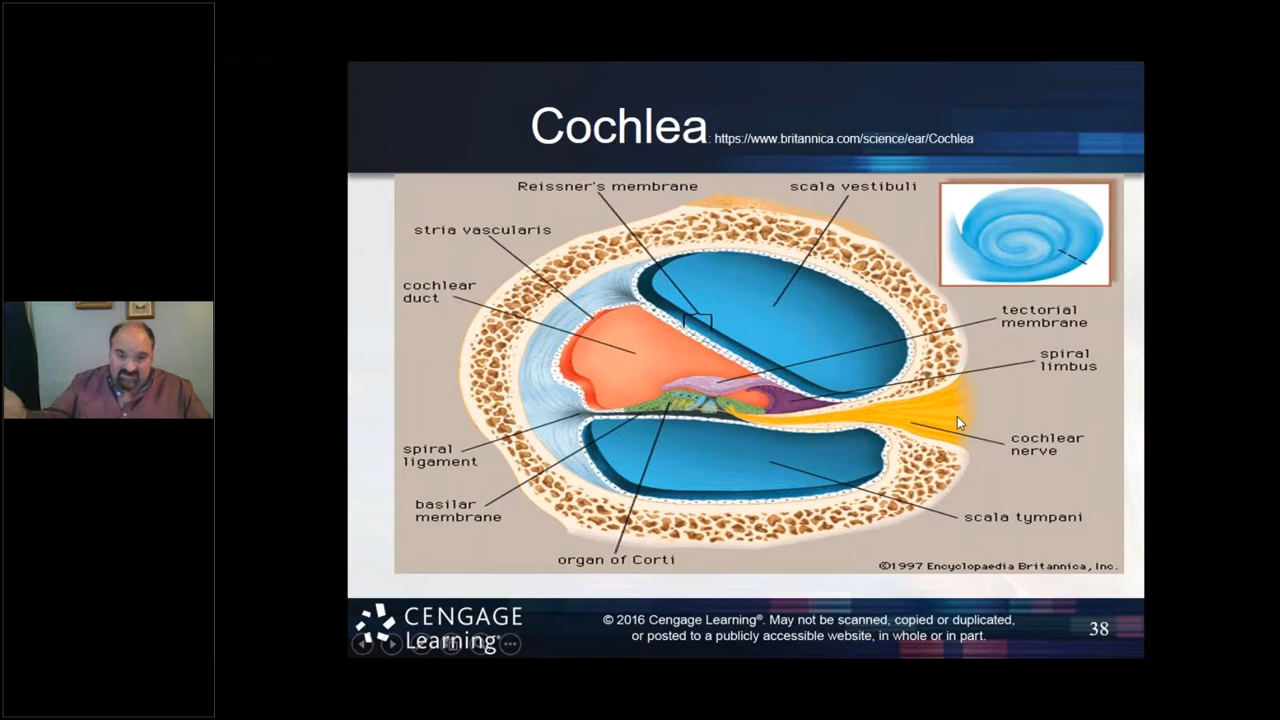 Cochlea: https://www.britannica.com/science/ear/Cochlea
Reissner's membrane
scala vestibuli
stria vascularis
cochlear
duct
tectorial
membrane
spiral
limbus
spiral
ligament
cochlear
nerve
basilar
membrane
scala tympani
organ of Corti
©1997 Encyclopaedia Britannica, Inc.
CENGAGE
Learning®
© 2016 Cengage Learning®. May not be scanned, copied or duplicated,
or posted to a publicly accessible website, in whole or in part.
38